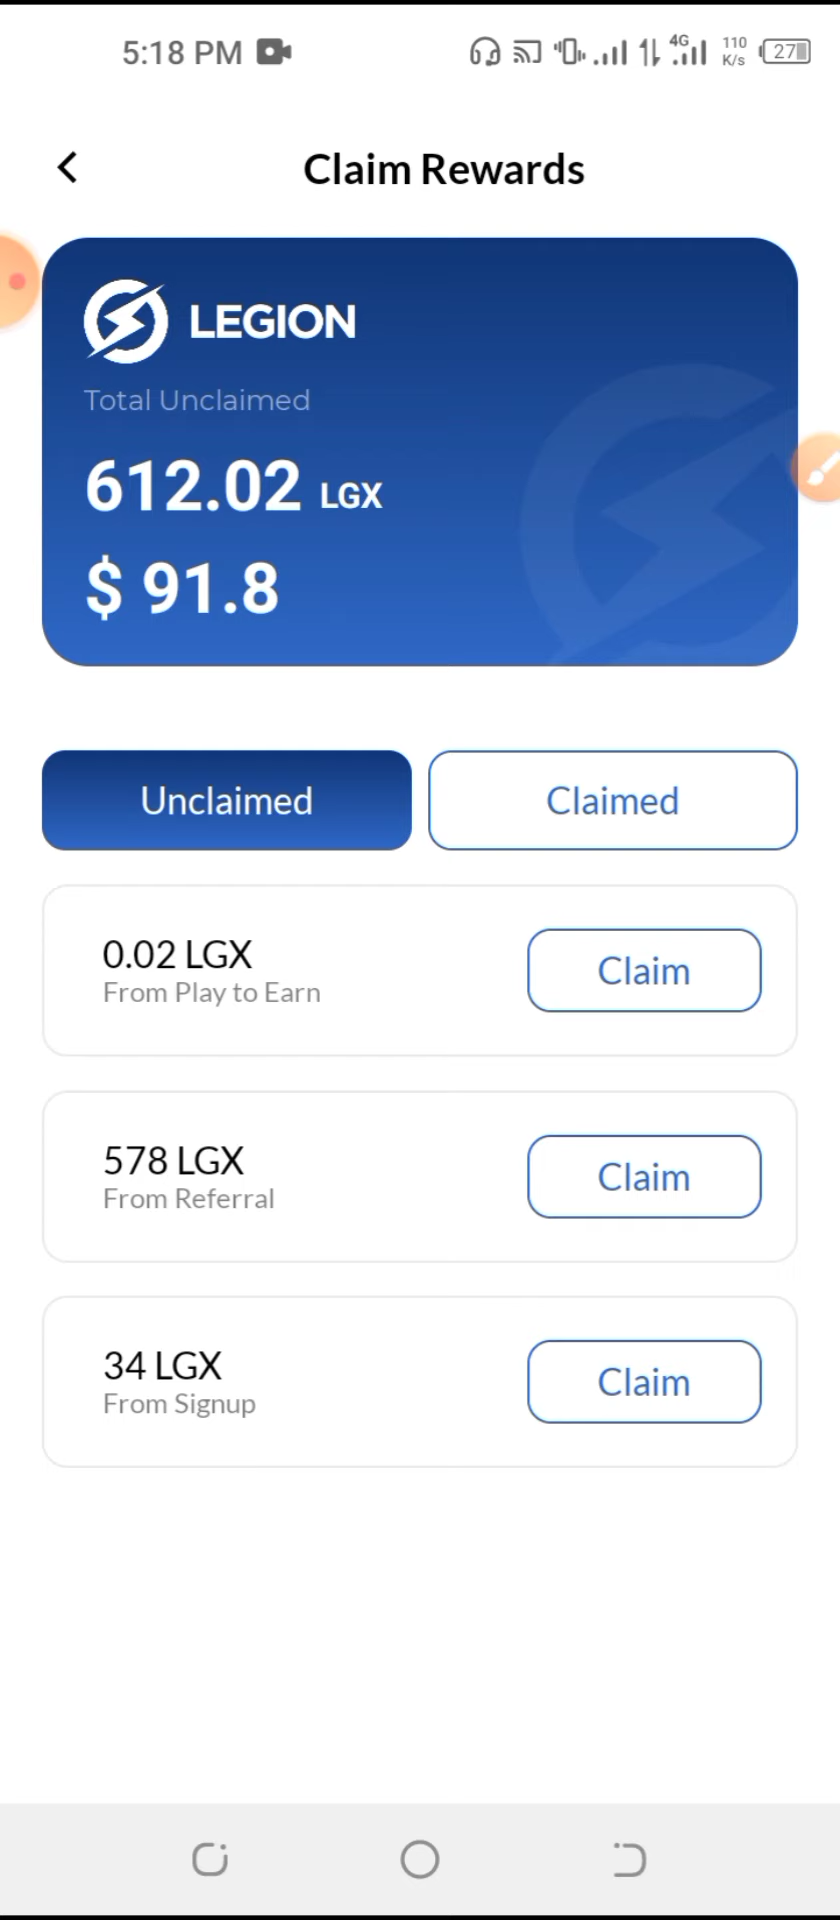 5:18 PM 4G 110 K/s 27
Claim Rewards
LEGION
Total Unclaimed
612.02 LGX
$ 91.8
Unclaimed Claimed
0.02 LGX
From Play to Earn
Claim
578 LGX
From Referral
Claim
34 LGX
From Signup
Claim